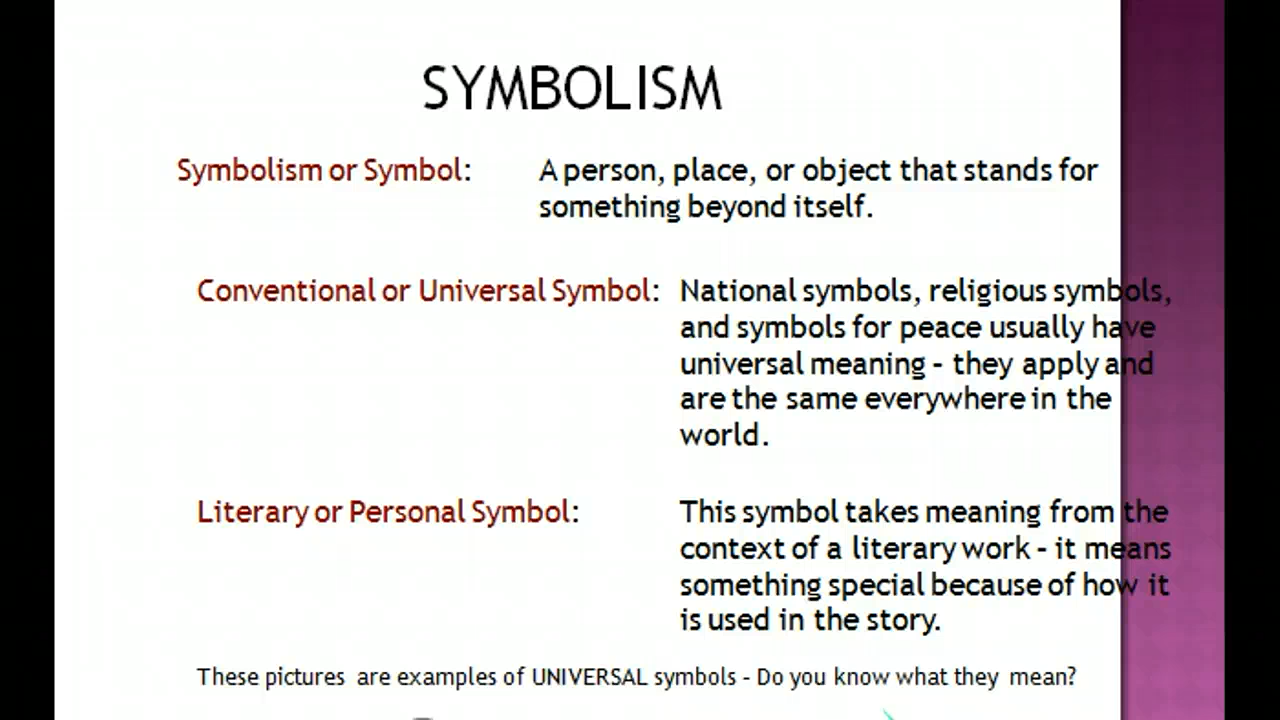 SYMBOLISM
Symbolism or Symbol: A person, place, or object that stands for
something beyond itself.
Conventional or Universal Symbol: National symbols, religious symbols,
and symbols for peace usually have
universal meaning – they apply and
are the same everywhere in the
world.
Literary or Personal Symbol: This symbol takes meaning from the
context of a literary work – it means
something special because of how it
is used in the story.
These pictures are examples of UNIVERSAL symbols – Do you know what they mean?